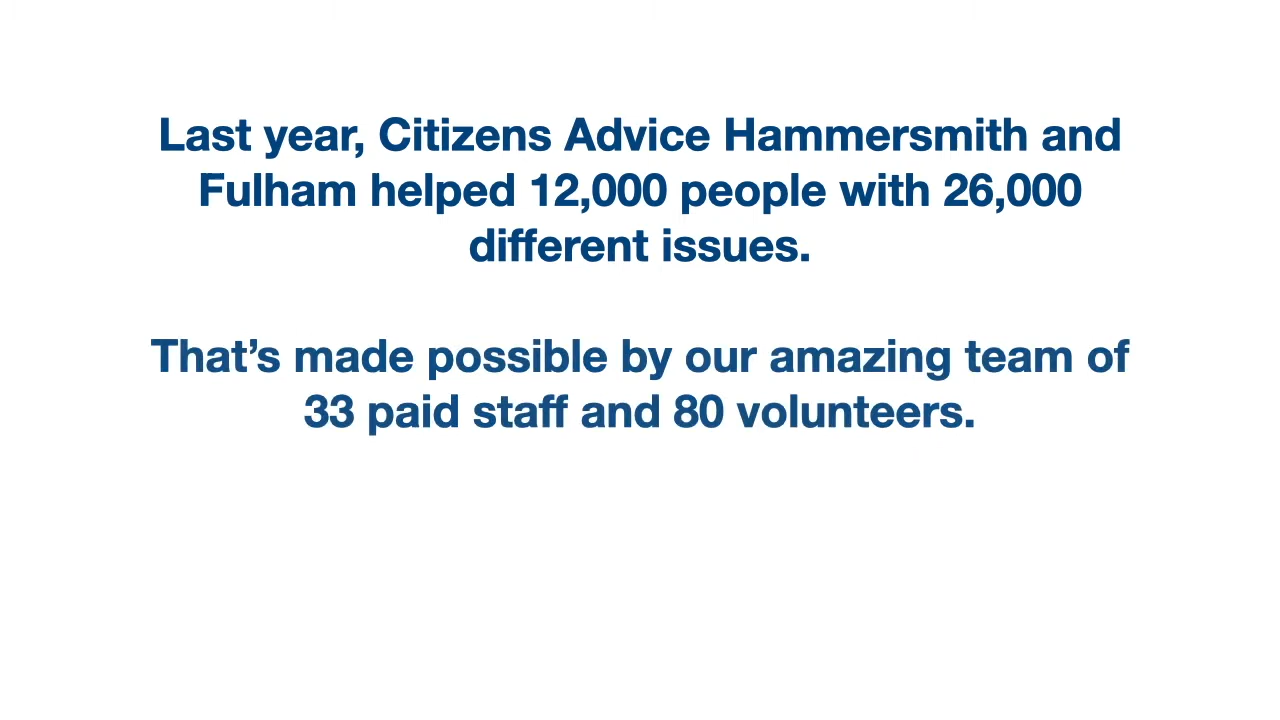 Last year, Citizens Advice Hammersmith and
Fulham helped 12,000 people with 26,000
different issues.
That’s made possible by our amazing team of
33 paid staff and 80 volunteers.